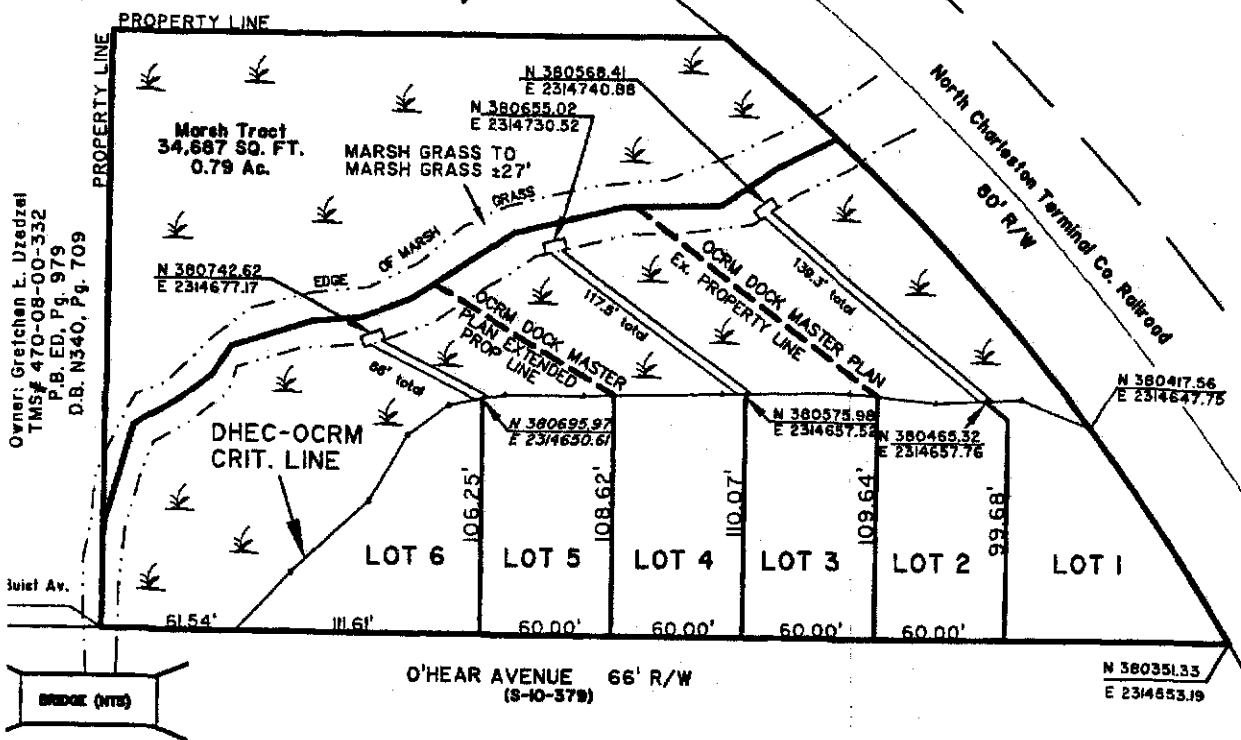 PROPERTY LINE
PROPERTY LINE
Marsh Tract
34,687 SQ. FT.
0.79 Ac.
MARSH GRASS TO
MARSH GRASS ±27'
N 380568.41
E 2314740.88
N 380655.02
E 2314730.52
North Charleston Terminal Co. Railroad
80' R/W
Owner: Gretchen E. Dzedzei
TMS# 470-08-00-332
P.B. ED, Pg. 979
D.B. N340, Pg. 709
EDGE OF MARSH GRASS
N 380742.62
E 2314677.17
OCRM DOCK MASTER
PLAN EXTENDED
PROP LINE
OCRM DOCK MASTER PLAN
Ex. PROPERTY LINE
138.3' total
117.5' total
66' total
N 380417.56
E 2314647.75
N 380695.97
E 2314650.61
N 380575.98
E 2314657.52
N 380465.32
E 2314657.76
DHEC-OCRM
CRIT. LINE
106.25'
108.62'
110.07'
109.64'
99.68'
LOT 6
LOT 5
LOT 4
LOT 3
LOT 2
LOT 1
Buist Av.
61.54'
111.61'
60.00'
60.00'
60.00'
60.00'
O'HEAR AVENUE 66' R/W
(S-10-379)
BRIDGE (NTS)
N 380351.33
E 2314553.19